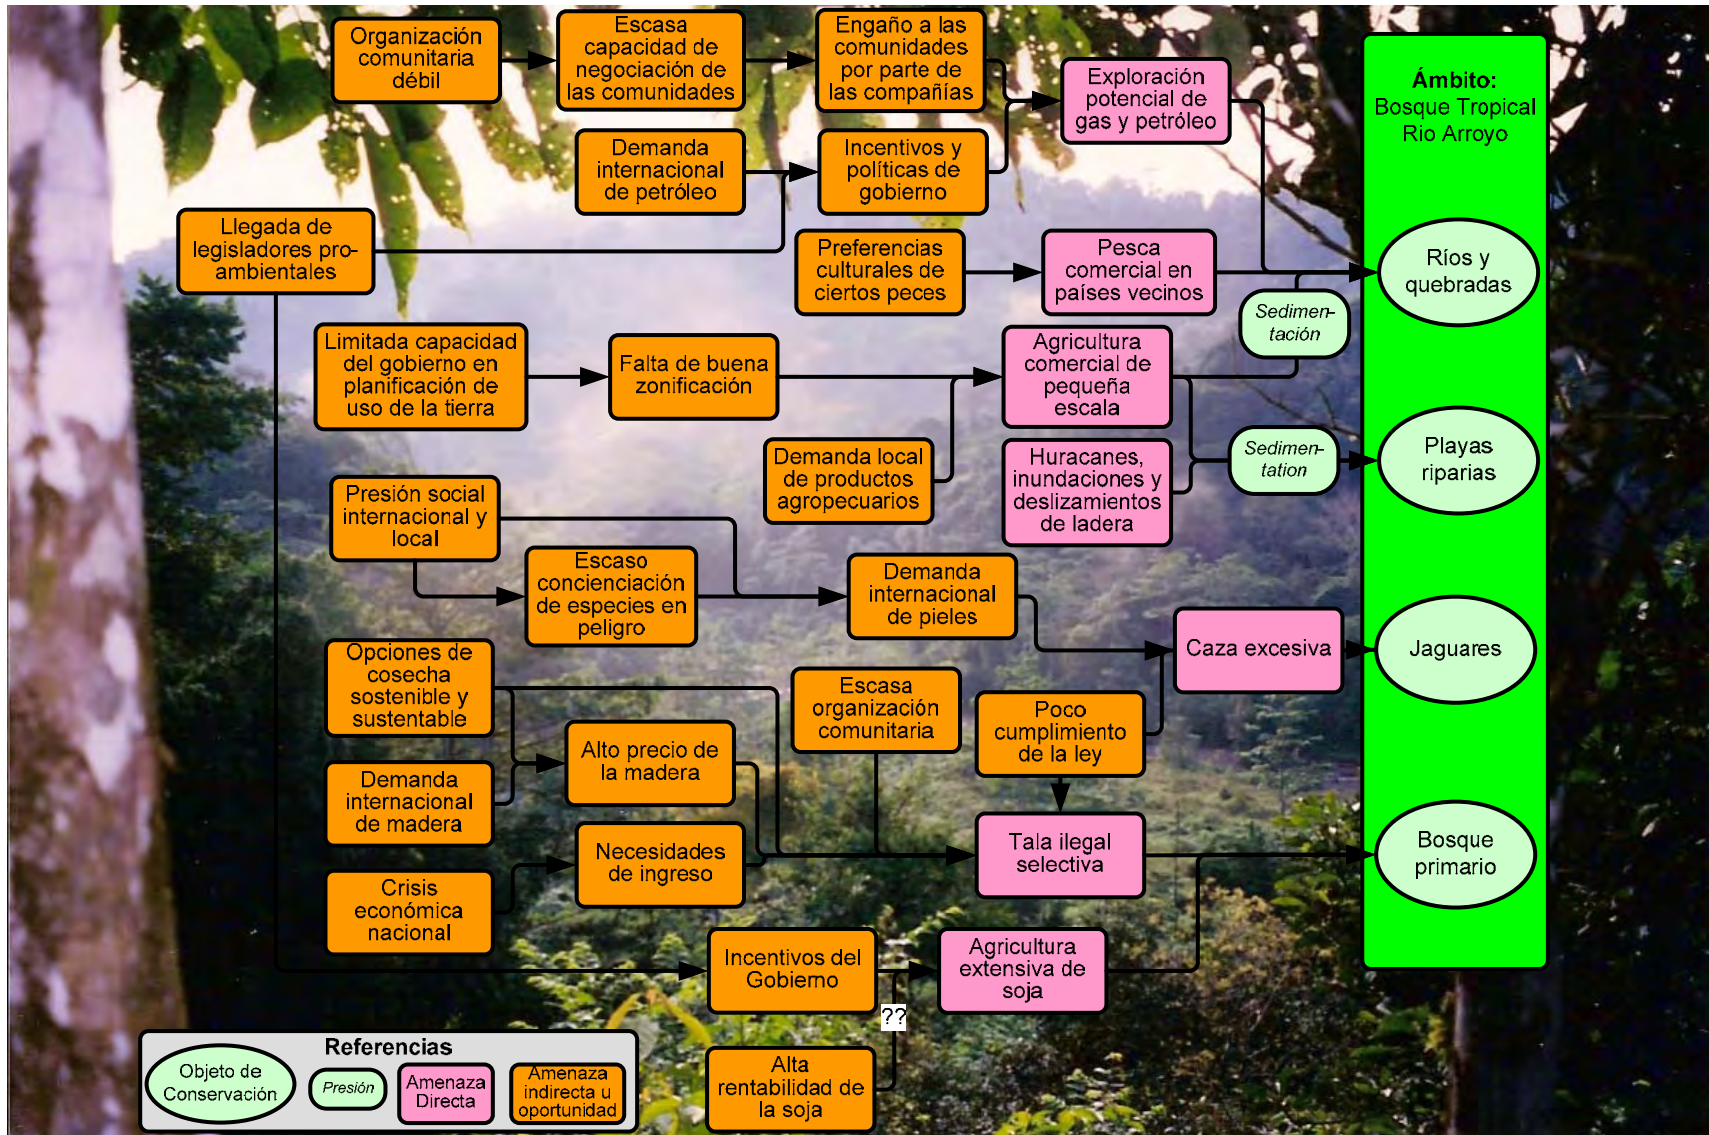 Organización
comunitaria
débil
Escasa
capacidad de
negociación de
las comunidades
Engaño a las
comunidades
por parte de
las compañías
Exploración
potencial de
gas y petróleo
Ámbito:
Bosque Tropical
Rio Arroyo
Demanda
internacional
de petróleo
Incentivos y
políticas de
gobierno
Llegada de
legisladores pro-
ambientales
Preferencias
culturales de
ciertos peces
Pesca
comercial en
países vecinos
Ríos y
quebradas
Sedimen-
tación
Limitada capacidad
del gobierno en
planificación de
uso de la tierra
Falta de buena
zonificación
Agricultura
comercial de
pequeña
escala
Demanda local
de productos
agropecuarios
Huracanes,
inundaciones y
deslizamientos
de ladera
Sedimen-
tation
Playas
riparias
Presión social
internacional y
local
Escaso
concienciación
de especies en
peligro
Demanda
internacional
de pieles
Caza excesiva
Jaguares
Opciones de
cosecha
sostenible y
sustentable
Escasa
organización
comunitaria
Poco
cumplimiento
de la ley
Alto precio de
la madera
Demanda
internacional
de madera
Necesidades
de ingreso
Tala ilegal
selectiva
Bosque
primario
Crisis
económica
nacional
Incentivos del
Gobierno
Agricultura
extensiva de
soja
??
Alta
rentabilidad de
la soja
Referencias
Objeto de
Conservación
Presión
Amenaza
Directa
Amenaza
indirecta u
oportunidad